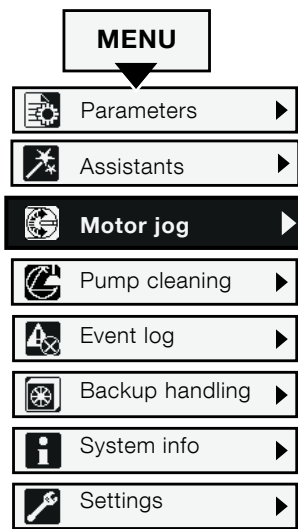 MENU
Parameters
Assistants
Motor jog
Pump cleaning
Event log
Backup handling
System info
Settings